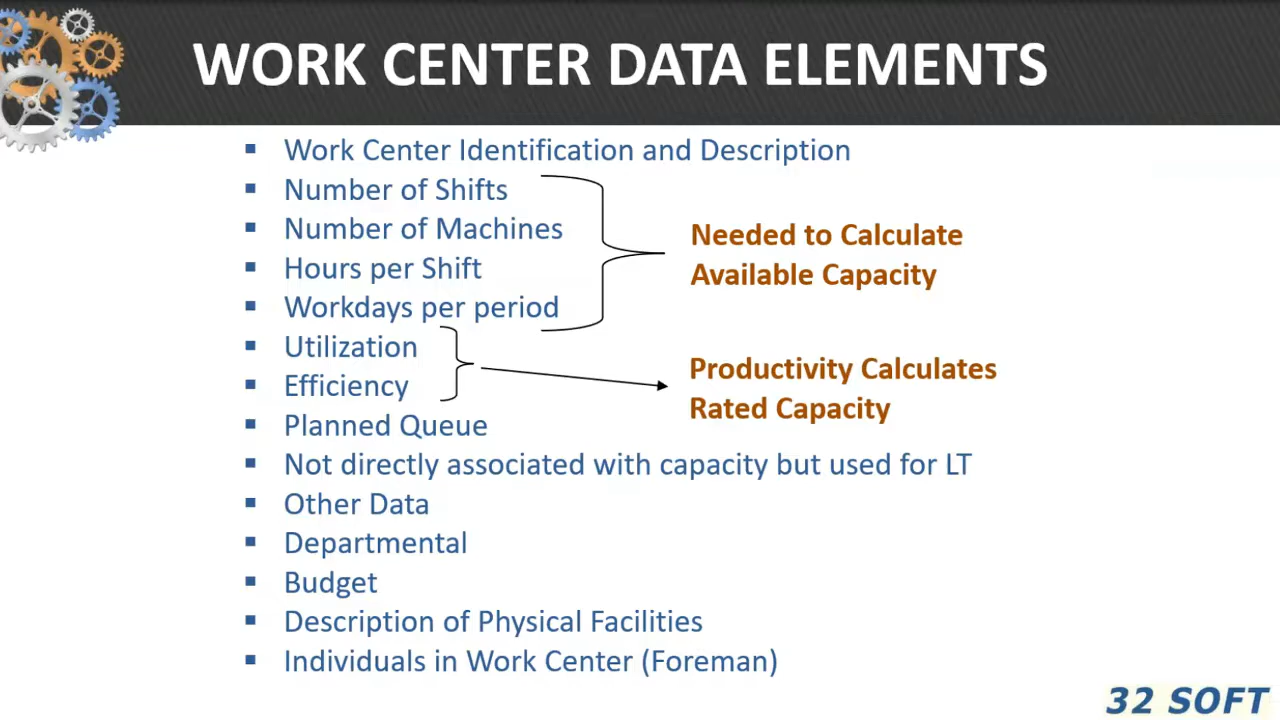 WORK CENTER DATA ELEMENTS
▪ Work Center Identification and Description
▪ Number of Shifts
▪ Number of Machines
▪ Hours per Shift
▪ Workdays per period
Needed to Calculate
Available Capacity
▪ Utilization
▪ Efficiency
Productivity Calculates
Rated Capacity
▪ Planned Queue
▪ Not directly associated with capacity but used for LT
▪ Other Data
▪ Departmental
▪ Budget
▪ Description of Physical Facilities
▪ Individuals in Work Center (Foreman)
32 SOFT